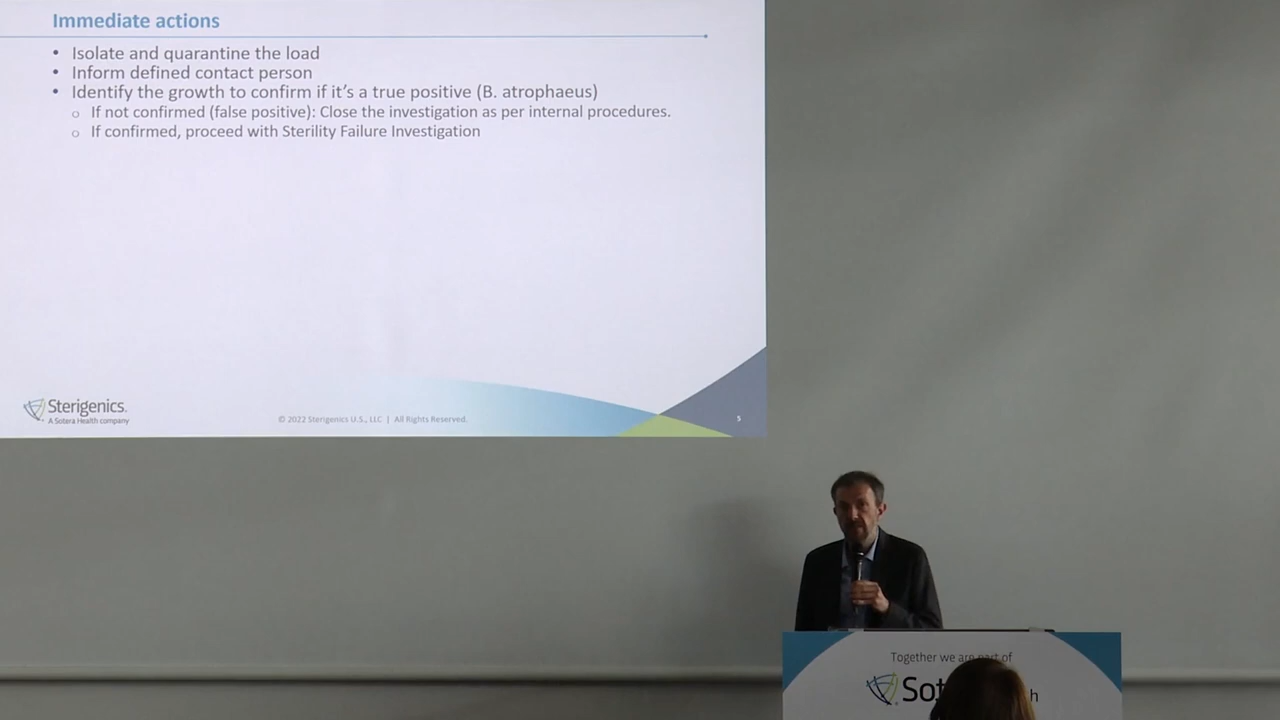 Immediate actions
• Isolate and quarantine the load
• Inform defined contact person
• Identify the growth to confirm if it's a true positive (B. atrophaeus)
o If not confirmed (false positive): Close the investigation as per internal procedures.
o If confirmed, proceed with Sterility Failure Investigation
Sterigenics.
A Sotera Health company
© 2022 Sterigenics U.S., LLC | All Rights Reserved.
5
Together we are part of